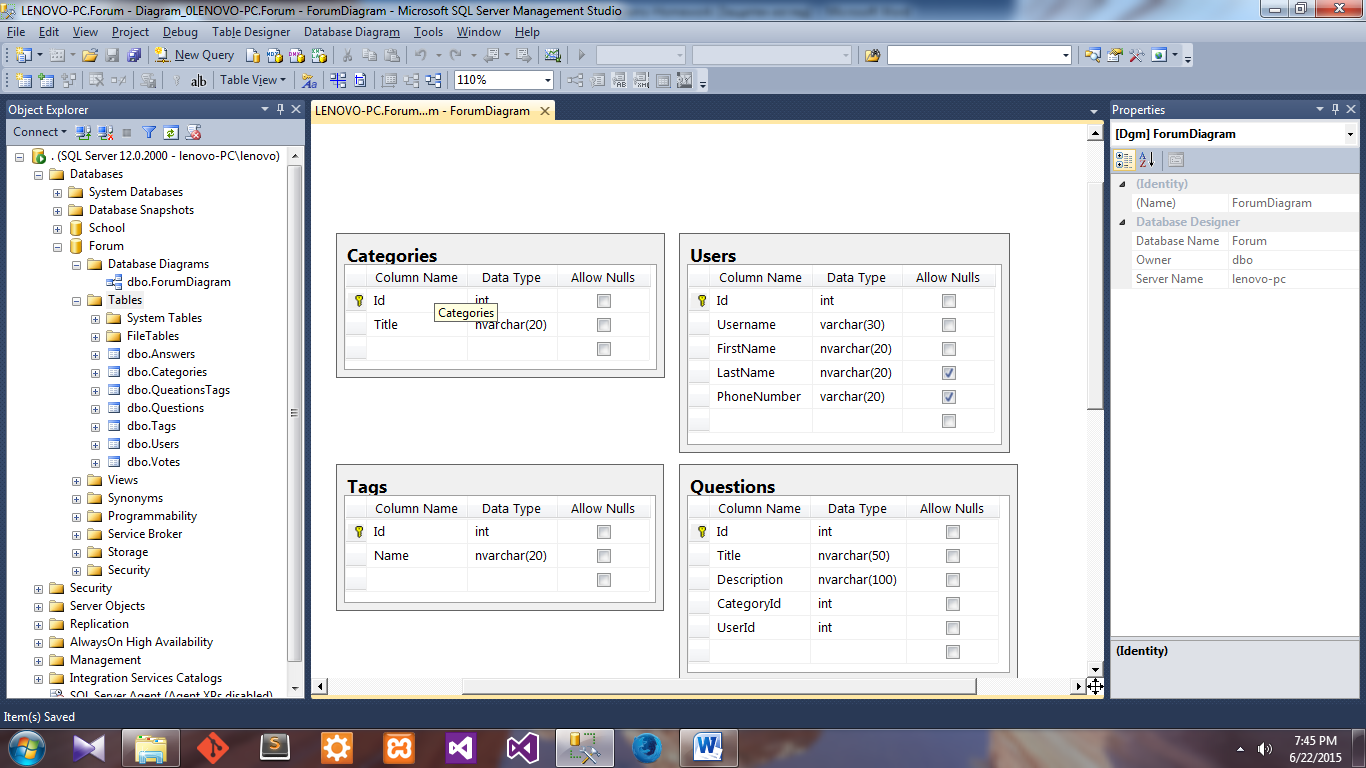 LENOVO-PC.Forum - Diagram_0LENOVO-PC.Forum - ForumDiagram - Microsoft SQL Server Management Studio
File Edit View Project Debug Table Designer Database Diagram Tools Window Help
New Query
ab| Table View 110%
Object Explorer
Connect
. (SQL Server 12.0.2000 - lenovo-PC\lenovo)
Databases
System Databases
Database Snapshots
School
Forum
Database Diagrams
dbo.ForumDiagram
Tables
System Tables
FileTables
dbo.Answers
dbo.Categories
dbo.QueationsTags
dbo.Questions
dbo.Tags
dbo.Users
dbo.Votes
Views
Synonyms
Programmability
Service Broker
Storage
Security
Security
Server Objects
Replication
AlwaysOn High Availability
Management
Integration Services Catalogs
SQL Server Agent (Agent XPs disabled)
LENOVO-PC.Forum...m - ForumDiagram
Categories
Column Name Data Type Allow Nulls
Id int
Categories
Title nvarchar(20)
Users
Column Name Data Type Allow Nulls
Id int
Username varchar(30)
FirstName nvarchar(20)
LastName nvarchar(20)
PhoneNumber varchar(20)
Tags
Column Name Data Type Allow Nulls
Id int
Name nvarchar(20)
Questions
Column Name Data Type Allow Nulls
Id int
Title nvarchar(50)
Description nvarchar(100)
CategoryId int
UserId int
Properties
[Dgm] ForumDiagram
(Identity)
(Name) ForumDiagram
Database Designer
Database Name Forum
Owner dbo
Server Name lenovo-pc
(Identity)
Item(s) Saved
7:45 PM
6/22/2015